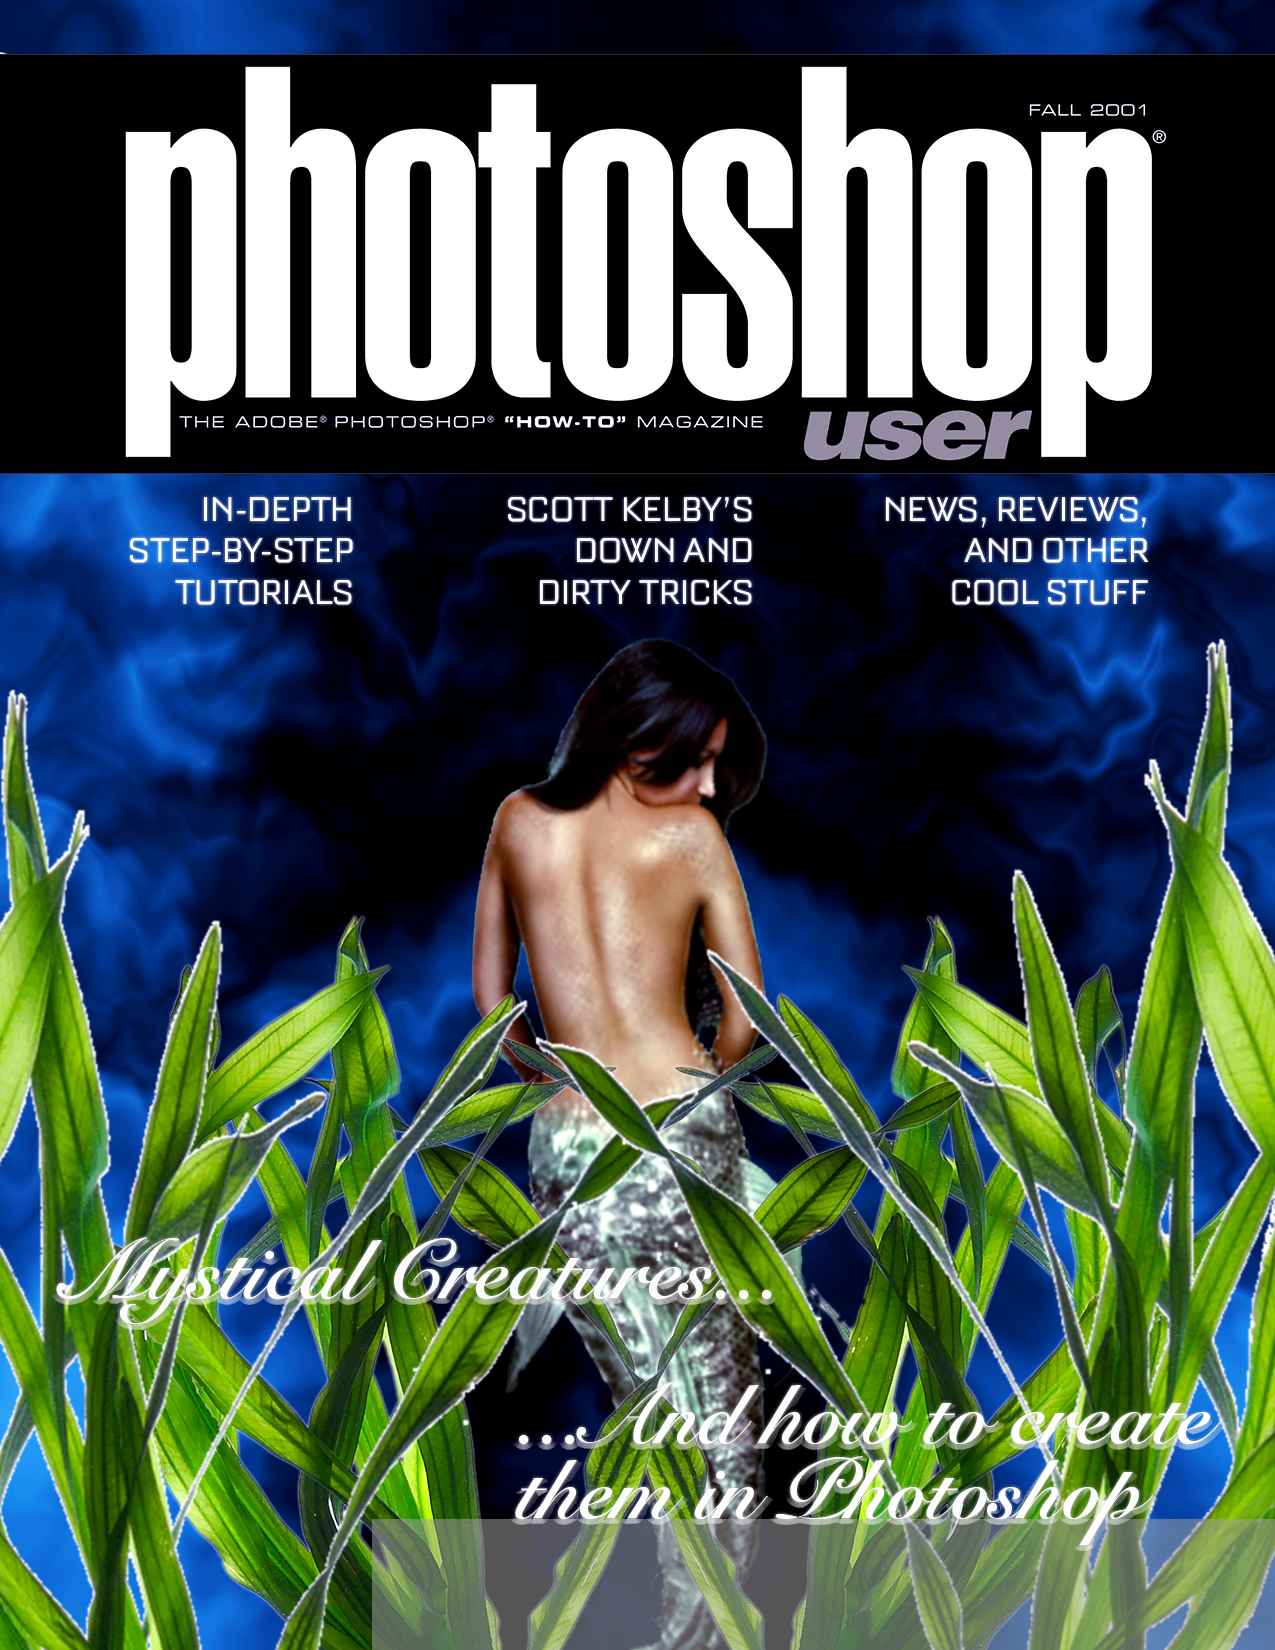 FALL 2001
photoshop®
THE ADOBE® PHOTOSHOP® “HOW-TO” MAGAZINE
user
IN-DEPTH
STEP-BY-STEP
TUTORIALS
SCOTT KELBY’S
DOWN AND
DIRTY TRICKS
NEWS, REVIEWS,
AND OTHER
COOL STUFF
Mystical Creatures...
...And how to create
them in Photoshop